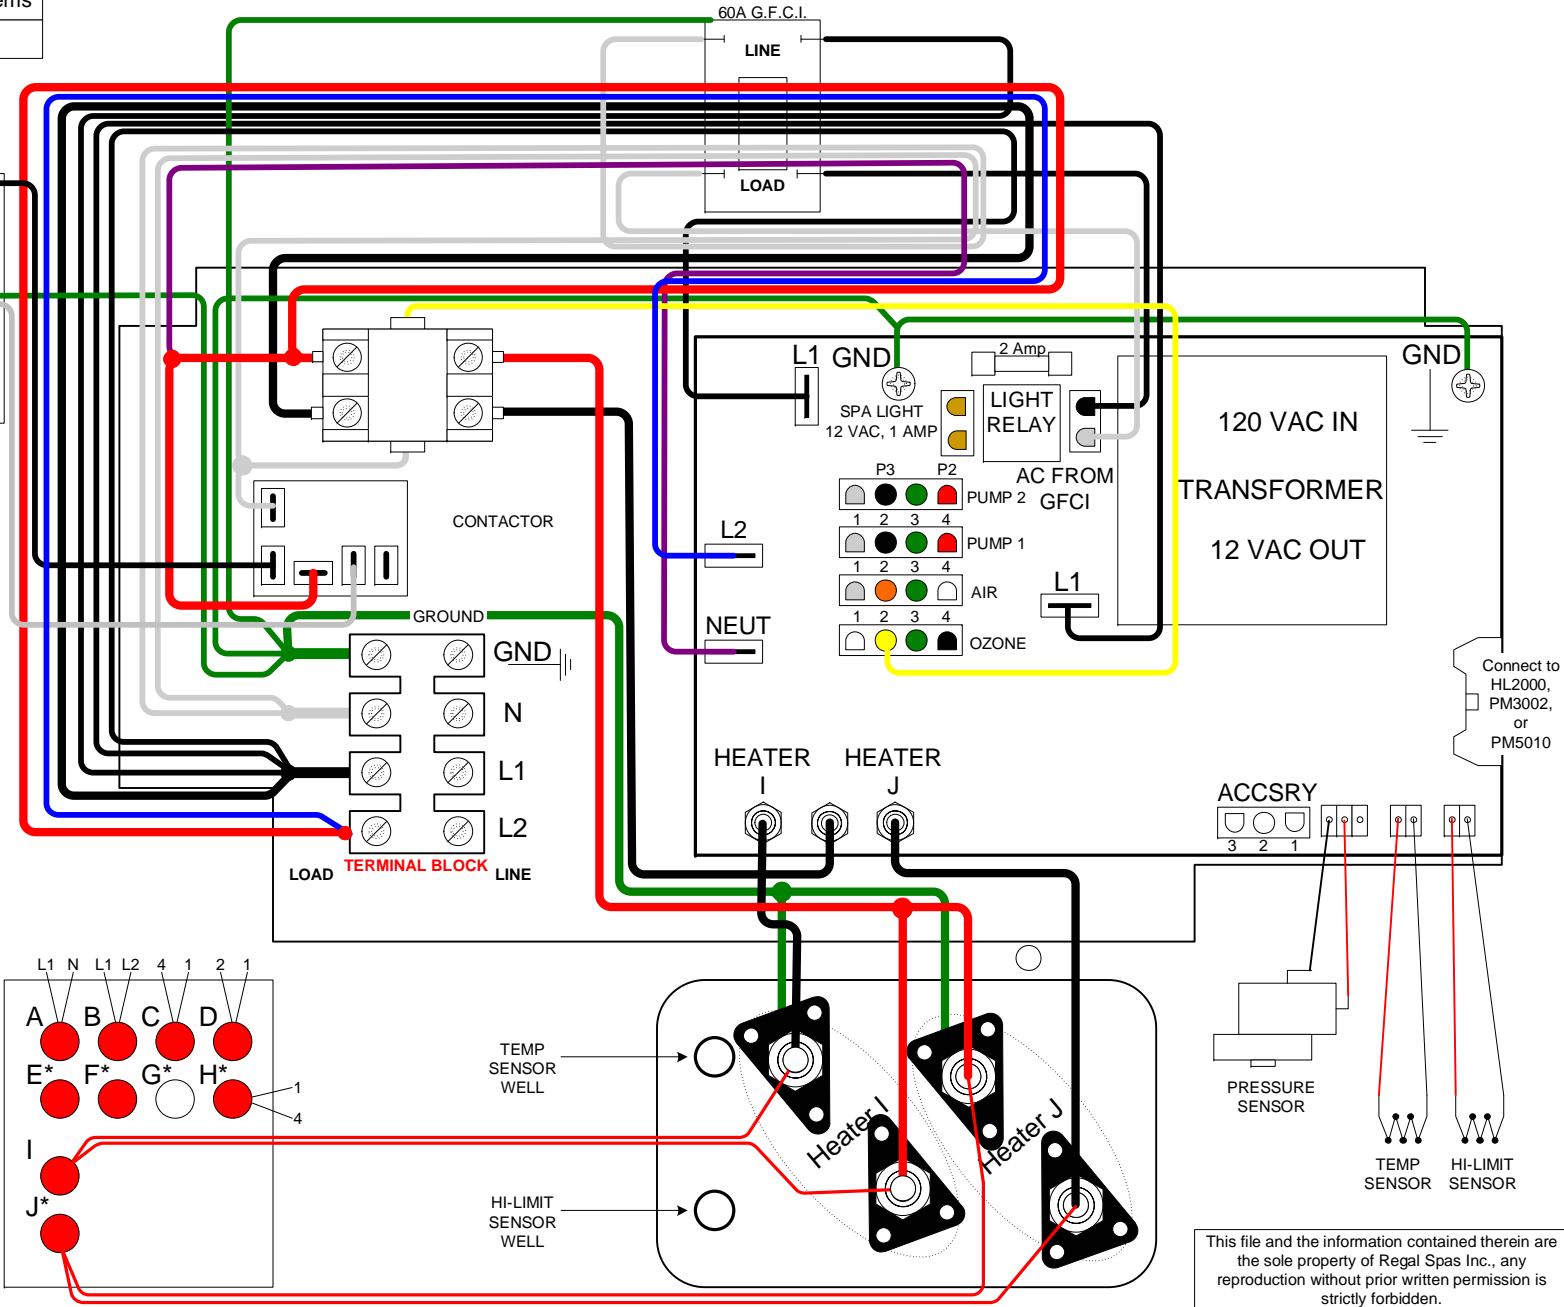 ems
60A G.F.C.I.
LINE
LOAD
L1
GND
2 Amp
GND
SPA LIGHT
12 VAC, 1 AMP
LIGHT
RELAY
120 VAC IN
TRANSFORMER
12 VAC OUT
AC FROM
GFCI
P3 P2
PUMP 2
1 2 3 4
PUMP 1
1 2 3 4
AIR
1 2 3 4
OZONE
CONTACTOR
L2
L1
NEUT
GROUND
GND
N
L1
L2
LOAD
TERMINAL BLOCK
LINE
Connect to
HL2000,
PM3002,
or
PM5010
HEATER
I
HEATER
J
ACCSRY
3 2 1
L1 N L1 L2 4 1 2 1
A B C D
E* F* G* H*
1
4
I
J*
TEMP
SENSOR
WELL
HI-LIMIT
SENSOR
WELL
Heater I
Heater J
PRESSURE
SENSOR
TEMP
SENSOR
HI-LIMIT
SENSOR
This file and the information contained therein are
the sole property of Regal Spas Inc., any
reproduction without prior written permission is
strictly forbidden.